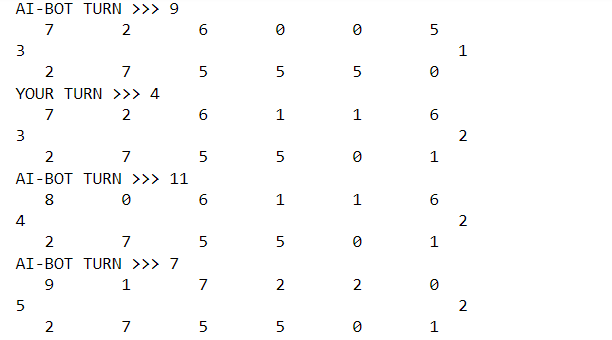 AI-BOT TURN >>> 9
7 2 6 0 0 5
3 1
2 7 5 5 5 0
YOUR TURN >>> 4
7 2 6 1 1 6
3 2
2 7 5 5 0 1
AI-BOT TURN >>> 11
8 0 6 1 1 6
4 2
2 7 5 5 0 1
AI-BOT TURN >>> 7
9 1 7 2 2 0
5 2
2 7 5 5 0 1